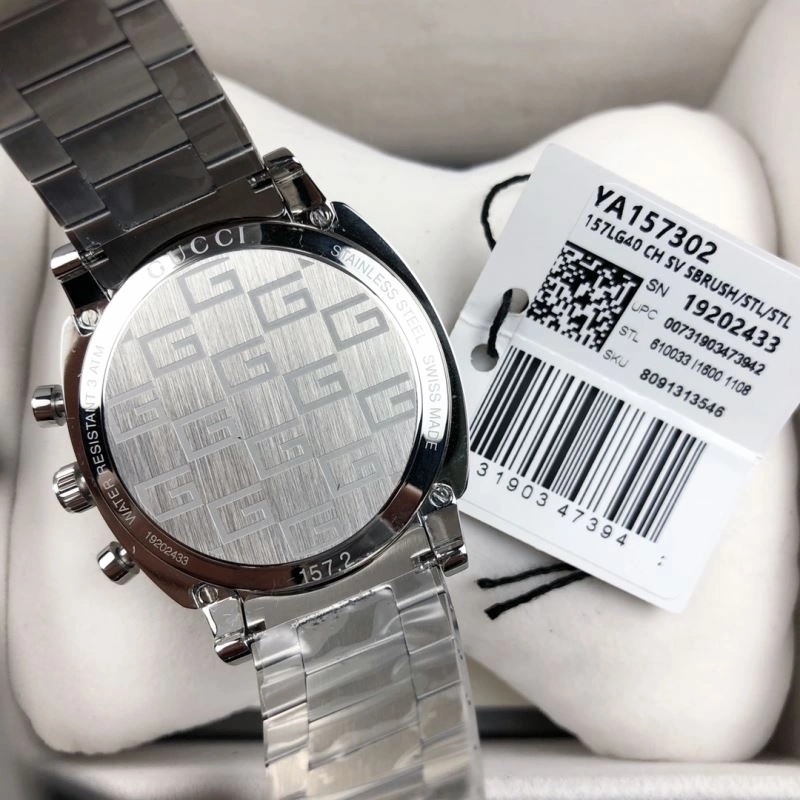 GUCCI
STAINLESS STEEL
SWISS MADE
WATER RESISTANT 3 ATM
19202433
157.2
YA157302
157LG40 CH SV SBRUSH/STL/STL
SN 19202433
UPC 00731903473942
STL 610033 I1600 1108
SKU 8091313546
31903 47394